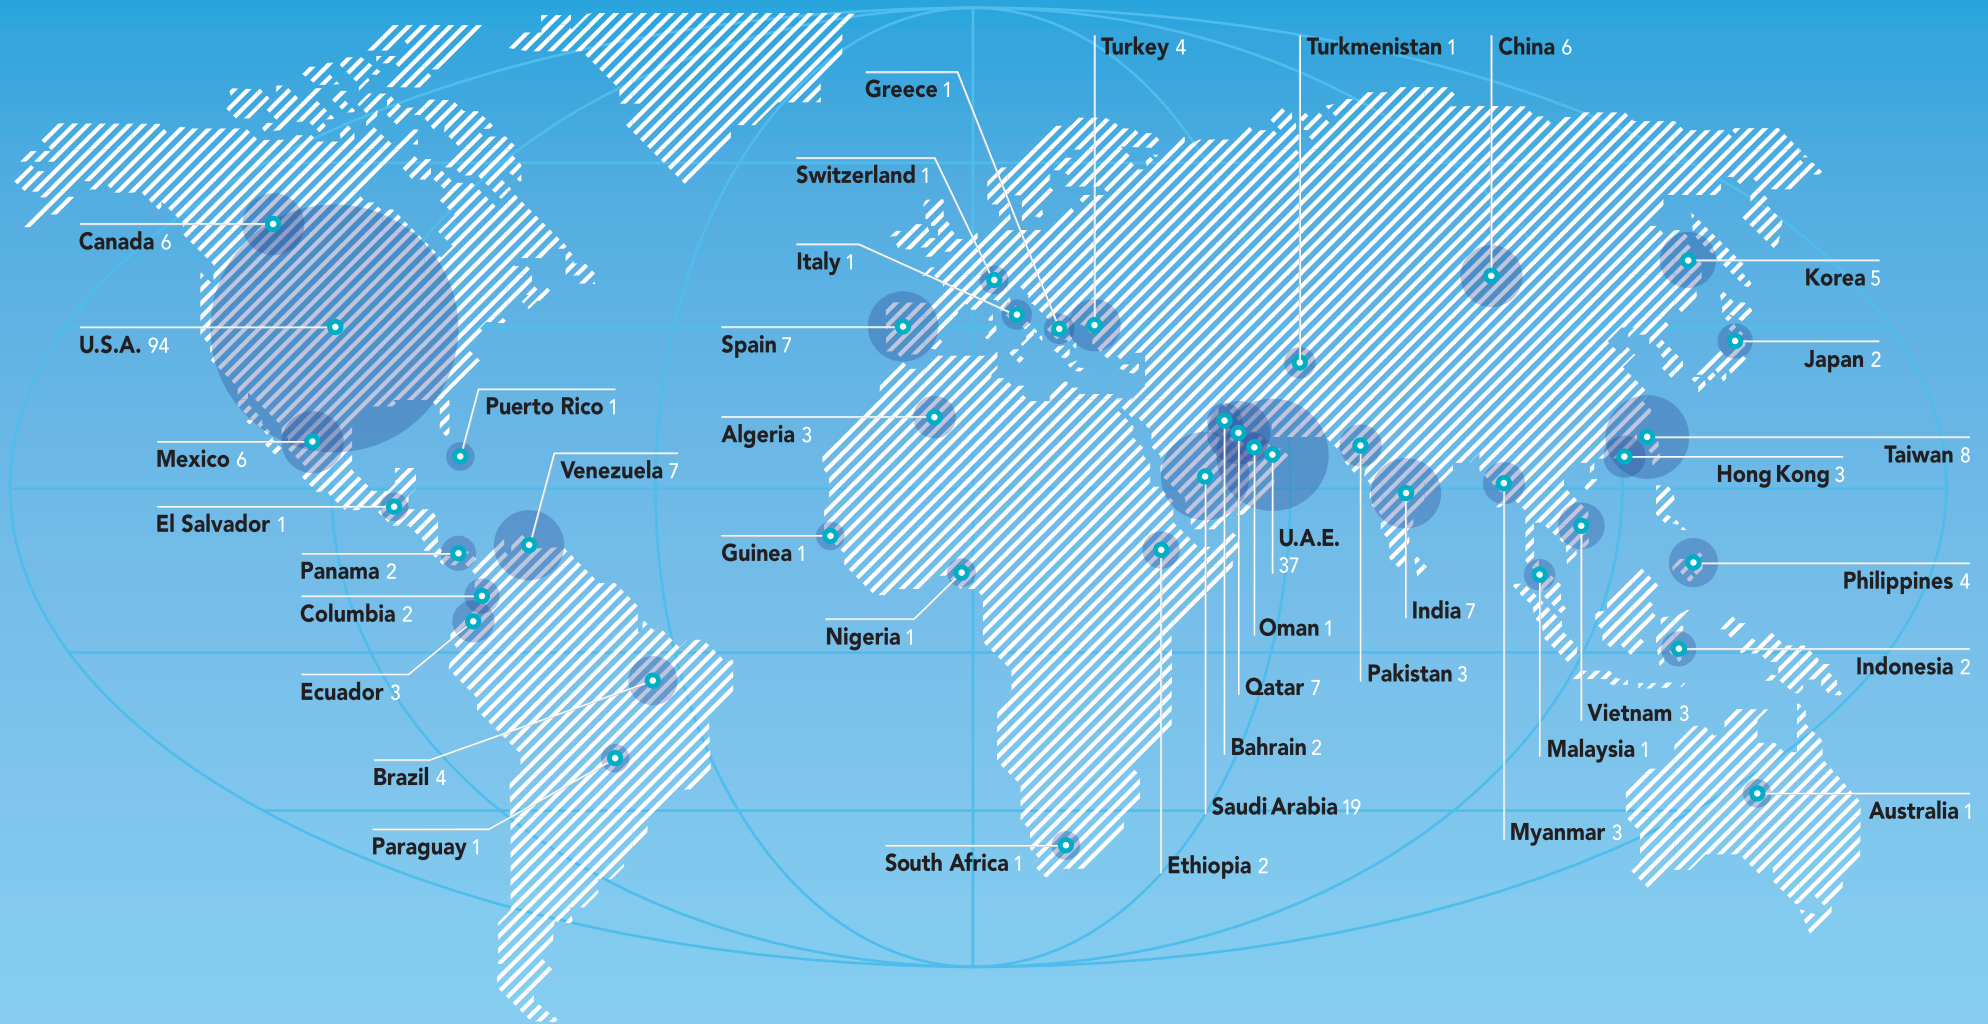 Turkey 4
Turkmenistan 1
China 6
Greece 1
Switzerland 1
Canada 6
Italy 1
Korea 5
U.S.A. 94
Spain 7
Japan 2
Puerto Rico 1
Algeria 3
Mexico 6
Venezuela 7
Taiwan 8
Hong Kong 3
El Salvador 1
Guinea 1
U.A.E.
37
Panama 2
Philippines 4
Columbia 2
India 7
Nigeria 1
Oman 1
Indonesia 2
Pakistan 3
Ecuador 3
Qatar 7
Vietnam 3
Bahrain 2
Malaysia 1
Brazil 4
Saudi Arabia 19
Australia 1
Myanmar 3
Paraguay 1
South Africa 1
Ethiopia 2